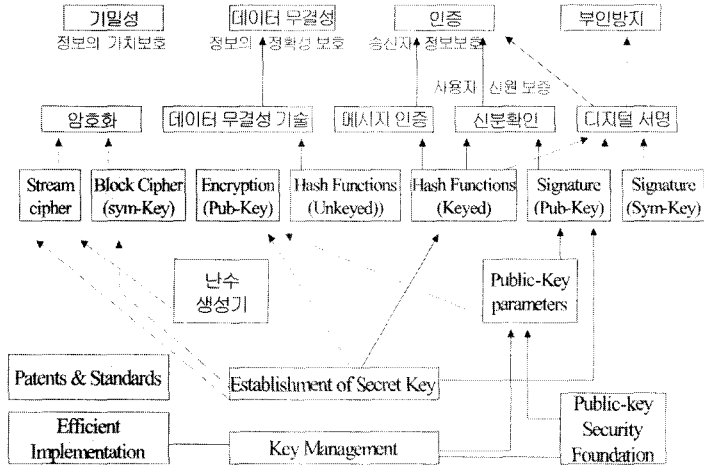 기밀성
데이터 무결성
인증
부인방지
정보의 가치보호
정보의 정확성 보호
송신자 정보보호
사용자 신원 보증
암호화
데이터 무결성 기술
메시지 인증
신분확인
디지털 서명
Stream
cipher
Block Cipher
(sym-Key)
Encryption
(Pub-Key)
Hash Functions
(Unkeyed))
Hash Functions
(Keyed)
Signature
(Pub-Key)
Signature
(Sym-Key)
난수
생성기
Public-Key
parameters
Patents & Standards
Establishment of Secret Key
Efficient
Implementation
Key Management
Public-key
Security
Foundation